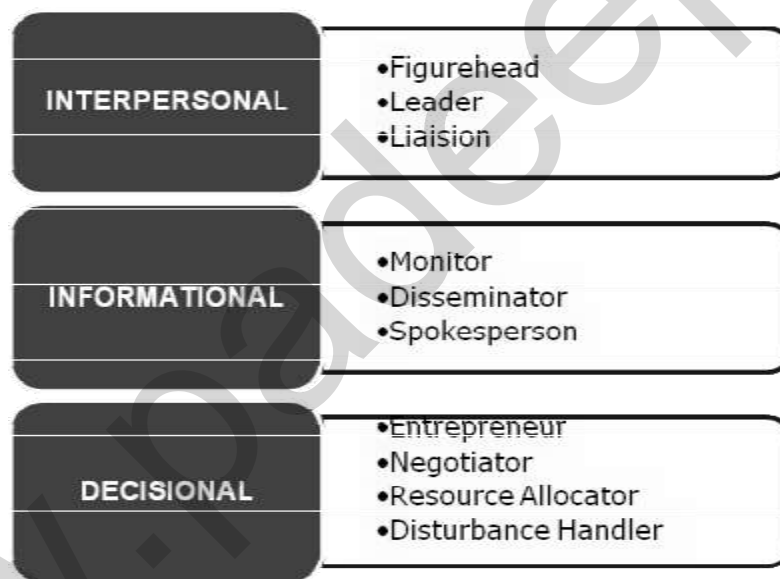 INTERPERSONAL
•Figurehead
•Leader
•Liaision
INFORMATIONAL
•Monitor
•Disseminator
•Spokesperson
DECISIONAL
•Entrepreneur
•Negotiator
•Resource Allocator
•Disturbance Handler